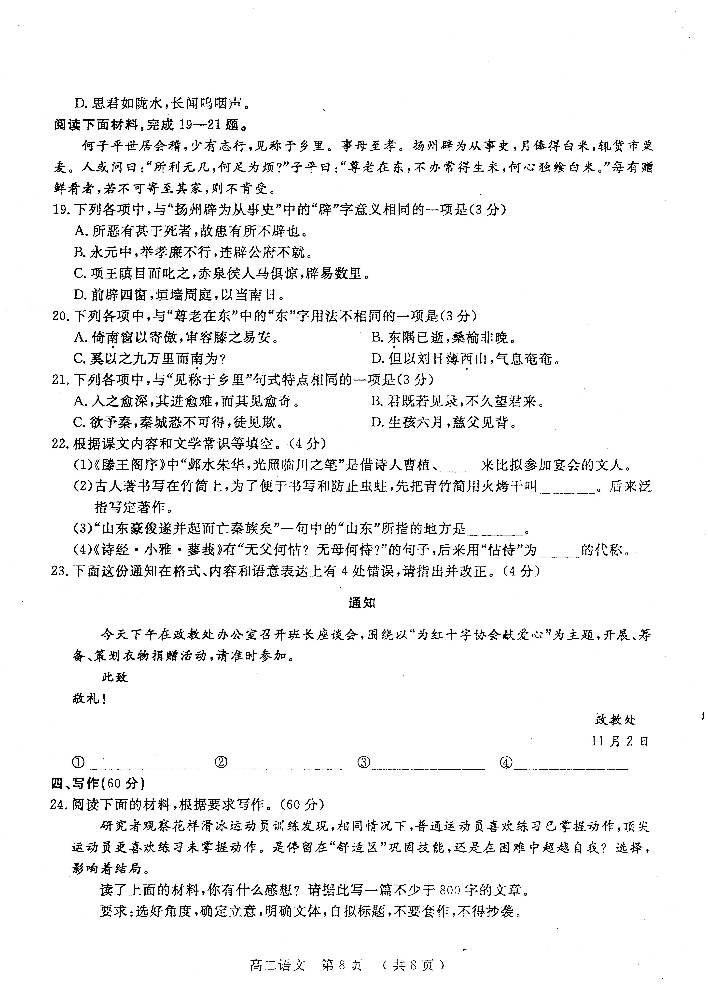 D. 思君如陇水,长闻呜咽声。
阅读下面材料,完成 19—21 题。
何子平世居会稽,少有志行,见称于乡里。事母至孝。扬州辟为从事史,月俸得白米,辄货市粟
麦。人或问曰:“所利无几,何足为烦?”子平曰:“尊老在东,不办常得生米,何心独飨白米。”每有赠
鲜肴者,若不可寄至其家,则不肯受。
19. 下列各项中,与“扬州辟为从事史”中的“辟”字意义相同的一项是(3 分)
A. 所恶有甚于死者,故患有所不辟也。
B. 永元中,举孝廉不行,连辟公府不就。
C. 项王瞋目而叱之,赤泉侯人马俱惊,辟易数里。
D. 前辟四窗,垣墙周庭,以当南日。
20. 下列各项中,与“尊老在东”中的“东”字用法不相同的一项是(3 分)
A. 倚南窗以寄傲,审容膝之易安。 B. 东隅已逝,桑榆非晚。
C. 奚以之九万里而南为? D. 但以刘日薄西山,气息奄奄。
21. 下列各项中,与“见称于乡里”句式特点相同的一项是(3 分)
A. 入之愈深,其进愈难,而其见愈奇。 B. 君既若见录,不久望君来。
C. 欲予秦,秦城恐不可得,徒见欺。 D. 生孩六月,慈父见背。
22. 根据课文内容和文学常识等填空。(4 分)
(1)《滕王阁序》中“邺水朱华,光照临川之笔”是借诗人曹植、______来比拟参加宴会的文人。
(2)古人著书写在竹简上,为了便于书写和防止虫蛀,先把青竹简用火烤干叫________。后来泛
指写定著作。
(3)“山东豪俊遂并起而亡秦族矣”一句中的“山东”所指的地方是________。
(4)《诗经·小雅·蓼莪》有“无父何怙?无母何恃?”的句子,后来用“怙恃”为______的代称。
23. 下面这份通知在格式、内容和语意表达上有 4 处错误,请指出并改正。(4 分)
通知
今天下午在政教处办公室召开班长座谈会,围绕以“为红十字协会献爱心”为主题,开展、筹
备、策划衣物捐赠活动,请准时参加。
此致
敬礼!
政教处
11 月 2 日
①________________ ②________________ ③________________ ④________________
四、写作(60 分)
24. 阅读下面的材料,根据要求写作。(60 分)
研究者观察花样滑冰运动员训练发现,相同情况下,普通运动员喜欢练习已掌握动作,顶尖
运动员更喜欢练习未掌握动作。是停留在“舒适区”巩固技能,还是在困难中超越自我?选择,
影响着结局。
读了上面的材料,你有什么感想?请据此写一篇不少于 800 字的文章。
要求:选好角度,确定立意,明确文体,自拟标题,不要套作,不得抄袭。
高二语文 第 8 页 (共 8 页)